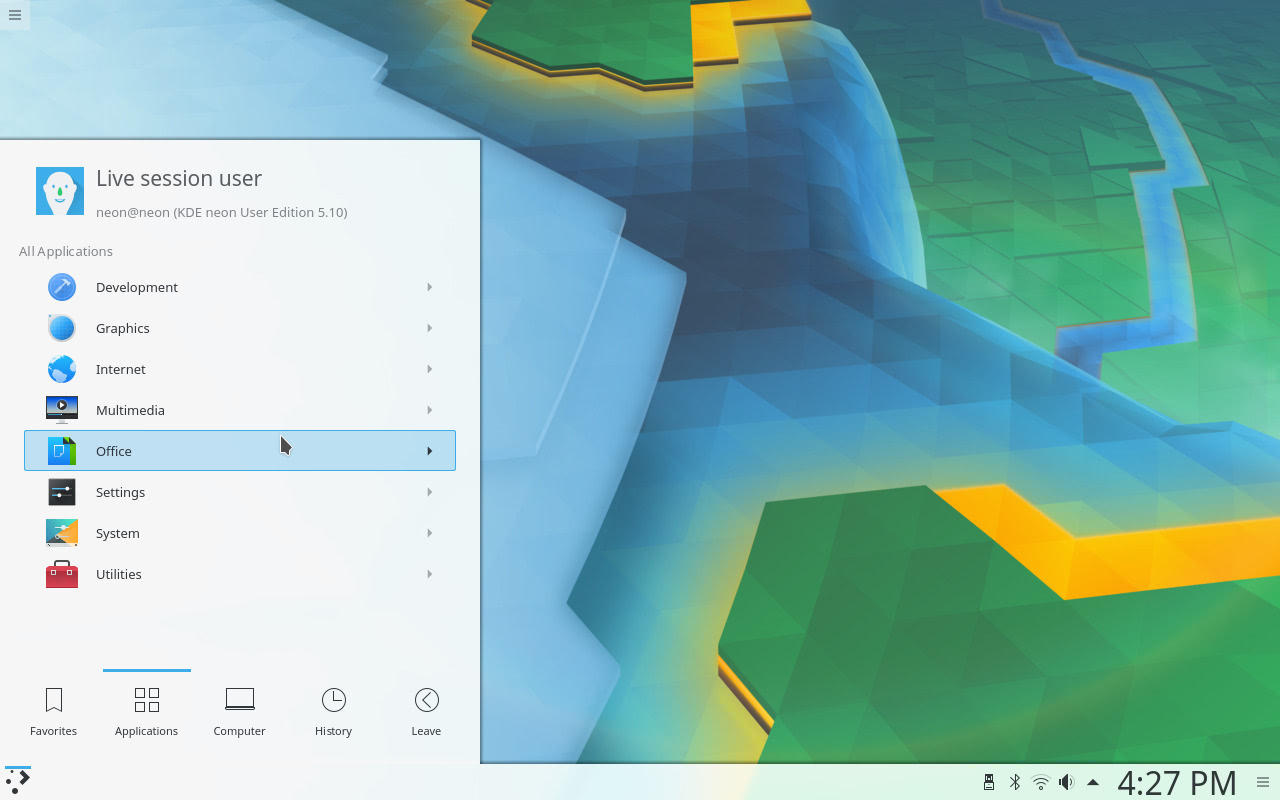 Live session user
neon@neon (KDE neon User Edition 5.10)
All Applications
Development
Graphics
Internet
Multimedia
Office
Settings
System
Utilities
Favorites
Applications
Computer
History
Leave
4:27 PM